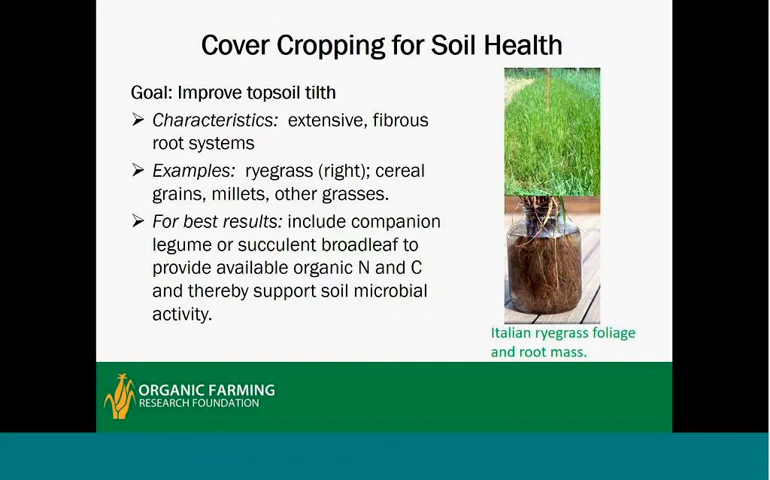 Cover Cropping for Soil Health
Goal: Improve topsoil tilth
➢ Characteristics: extensive, fibrous
root systems
➢ Examples: ryegrass (right); cereal
grains, millets, other grasses.
➢ For best results: include companion
legume or succulent broadleaf to
provide available organic N and C
and thereby support soil microbial
activity.
Italian ryegrass foliage
and root mass.
ORGANIC FARMING
RESEARCH FOUNDATION